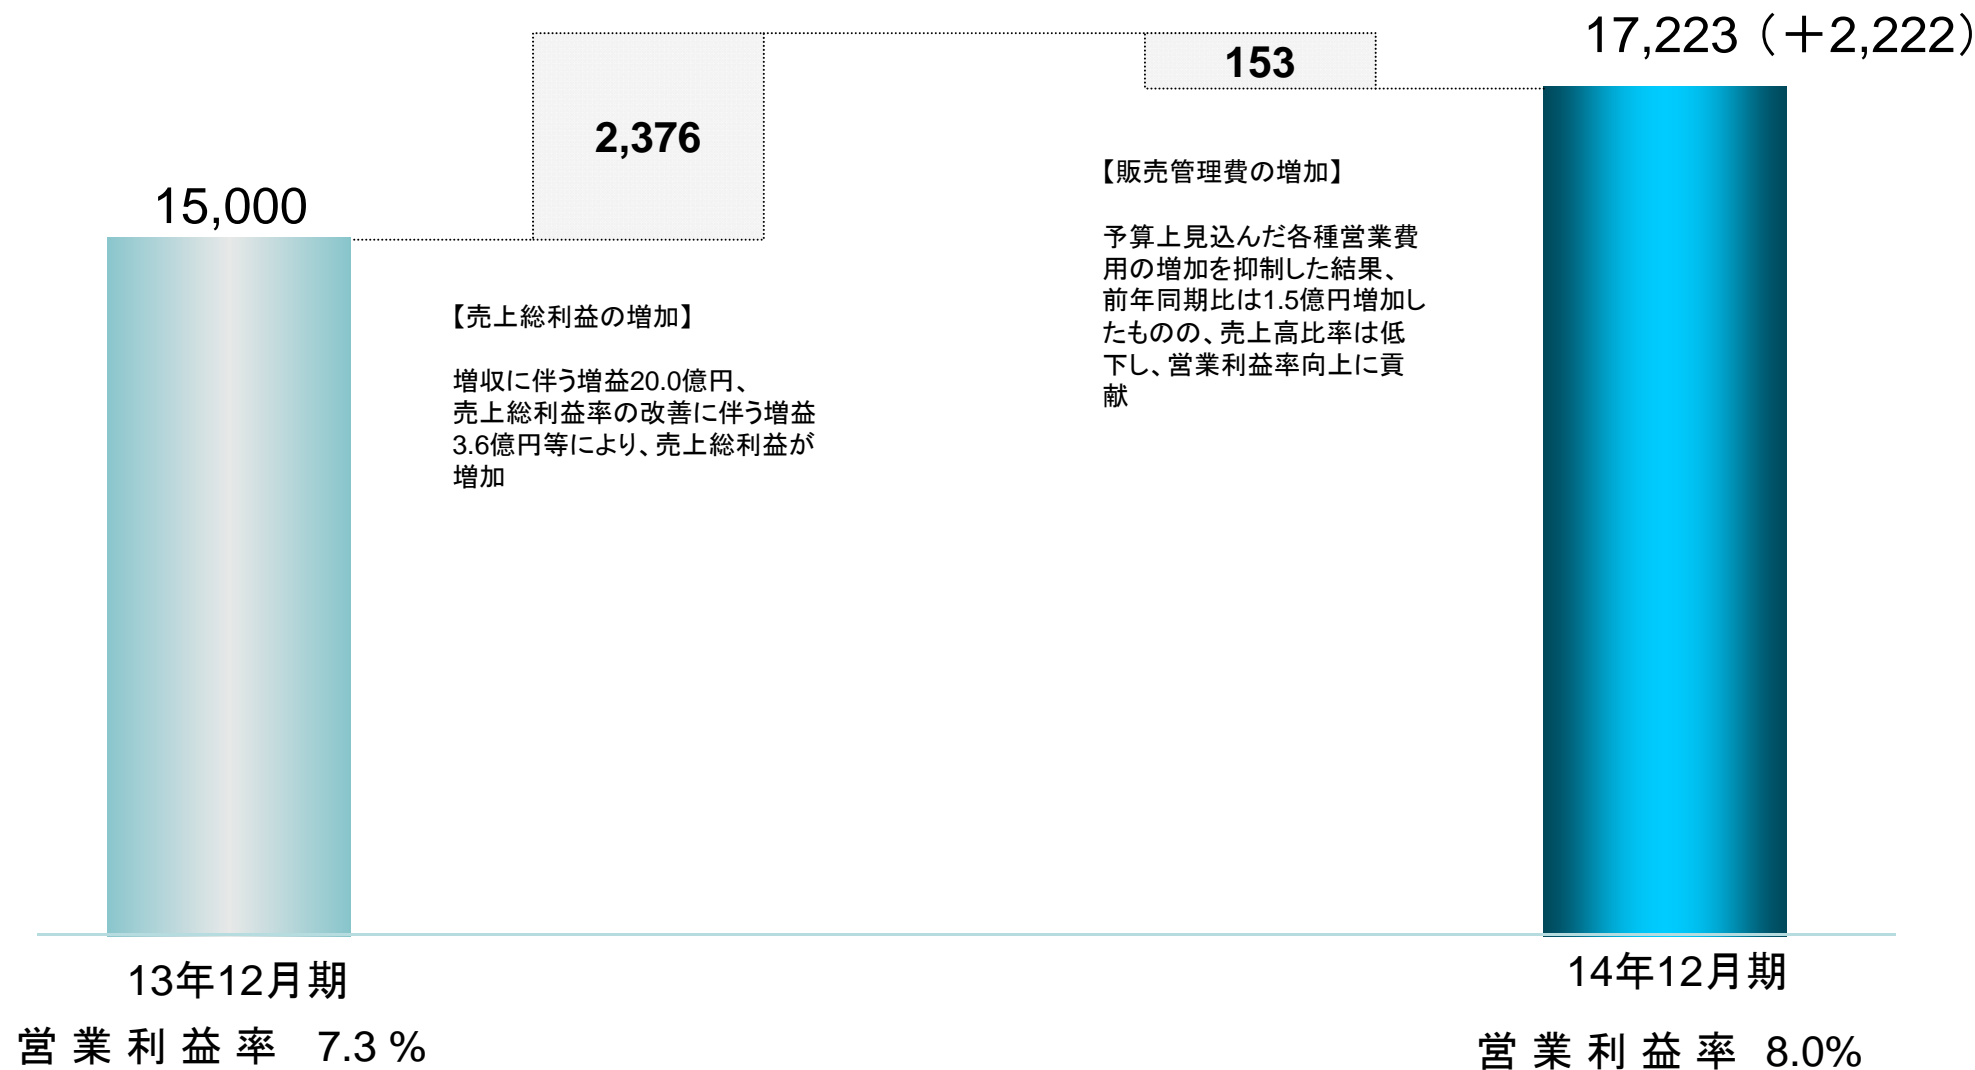 17,223（＋2,222）
153
2,376
15,000
【販売管理費の増加】
予算上見込んだ各種営業費
用の増加を抑制した結果、
前年同期比は1.5億円増加し
たものの、売上高比率は低
下し、営業利益率向上に貢
献
【売上総利益の増加】
増収に伴う増益20.0億円、
売上総利益率の改善に伴う増益
3.6億円等により、売上総利益が
増加
13年12月期
14年12月期
営業利益率 7.3％
営業利益率 8.0%